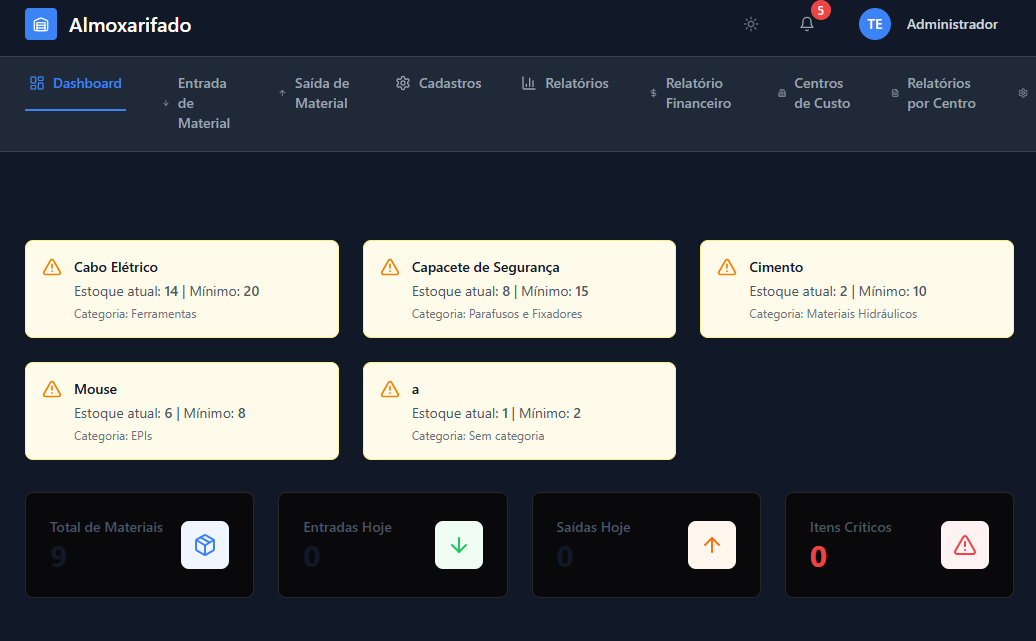 Almoxarifado
5
TE
Administrador
Dashboard
Entrada
de
Material
Saída de
Material
Cadastros
Relatórios
Relatório
Financeiro
Centros
de Custo
Relatórios
por Centro
Cabo Elétrico
Estoque atual: 14 | Mínimo: 20
Categoria: Ferramentas
Capacete de Segurança
Estoque atual: 8 | Mínimo: 15
Categoria: Parafusos e Fixadores
Cimento
Estoque atual: 2 | Mínimo: 10
Categoria: Materiais Hidráulicos
Mouse
Estoque atual: 6 | Mínimo: 8
Categoria: EPIs
a
Estoque atual: 1 | Mínimo: 2
Categoria: Sem categoria
Total de Materiais
9
Entradas Hoje
0
Saídas Hoje
0
Itens Críticos
0